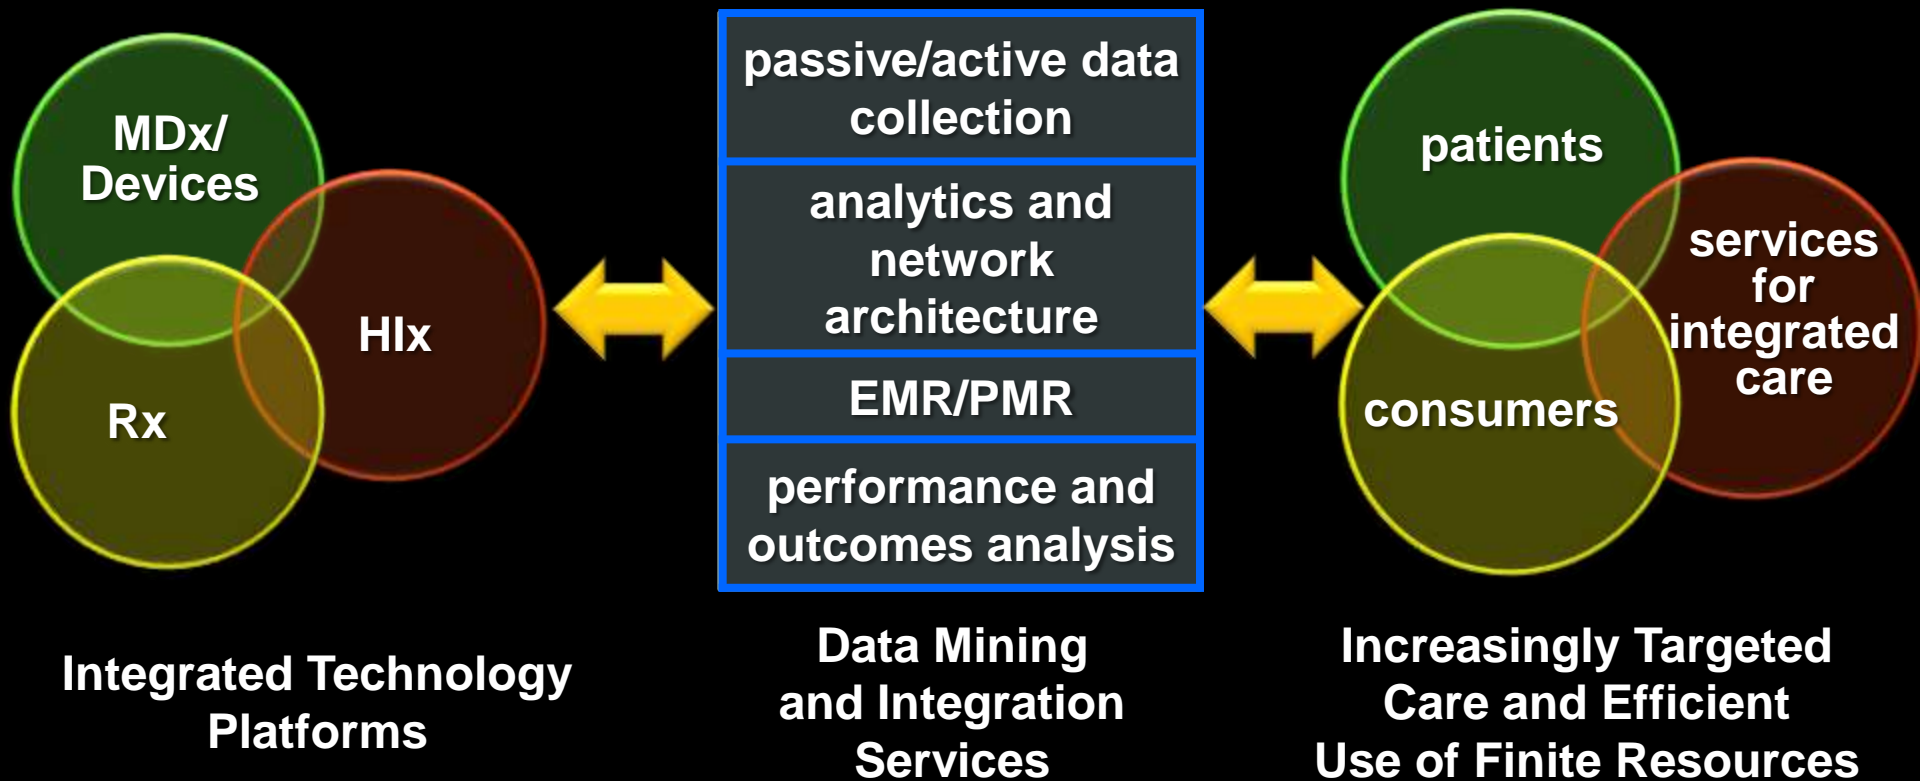 MDx/
Devices
HIx
Rx
Integrated Technology
Platforms
passive/active data
collection
analytics and
network
architecture
EMR/PMR
performance and
outcomes analysis
Data Mining
and Integration
Services
patients
services
for
integrated
care
consumers
Increasingly Targeted
Care and Efficient
Use of Finite Resources